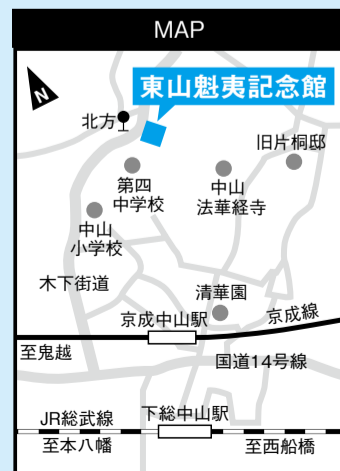 MAP
N
東山魁夷記念館
北方
旧片桐邸
第四
中学校
中山
法華経寺
中山
小学校
木下街道
清華園
京成中山駅
京成線
至鬼越
国道14号線
JR総武線
下総中山駅
至本八幡
至西船橋